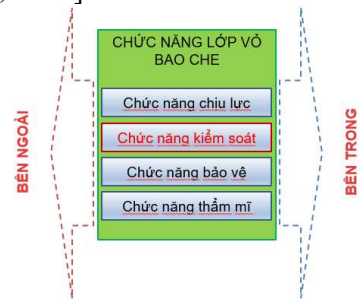 CHỨC NĂNG LỚP VỎ
BAO CHE
Chức năng chịu lực
Chức năng kiểm soát
Chức năng bảo vệ
Chức năng thẩm mĩ
BÊN NGOÀI
BÊN TRONG